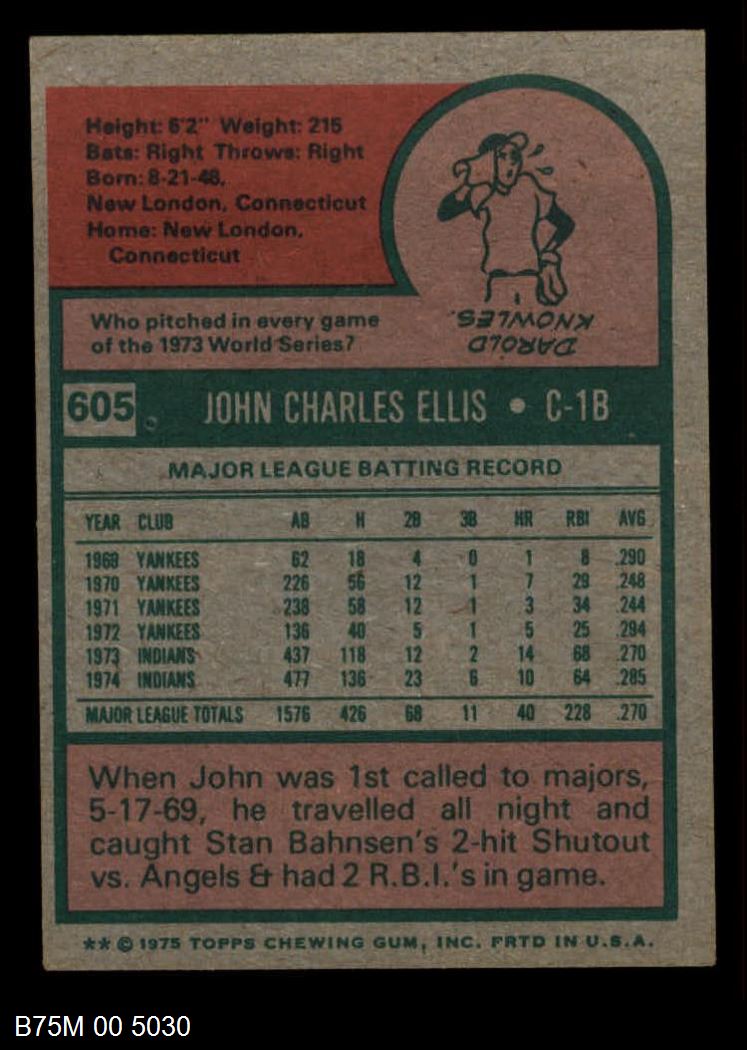 Height: 6'2" Weight: 215
Bats: Right Throws: Right
Born: 8-21-48,
New London, Connecticut
Home: New London,
Connecticut
Who pitched in every game
of the 1973 World Series?
DAROLD
KNOWLES.
605 JOHN CHARLES ELLIS • C-1B
MAJOR LEAGUE BATTING RECORD
YEAR CLUB AB H 2B 3B HR RBI AVG
1969 YANKEES 62 18 4 0 1 8 .290
1970 YANKEES 226 56 12 1 7 29 .248
1971 YANKEES 238 58 12 1 3 34 .244
1972 YANKEES 136 40 5 1 5 25 .294
1973 INDIANS 437 118 12 2 14 68 .270
1974 INDIANS 477 136 23 6 10 64 .285
MAJOR LEAGUE TOTALS 1576 426 68 11 40 228 .270
When John was 1st called to majors,
5-17-69, he travelled all night and
caught Stan Bahnsen's 2-hit Shutout
vs. Angels & had 2 R.B.I.'s in game.
** © 1975 TOPPS CHEWING GUM, INC. PRTD IN U.S.A.
B75M 00 5030